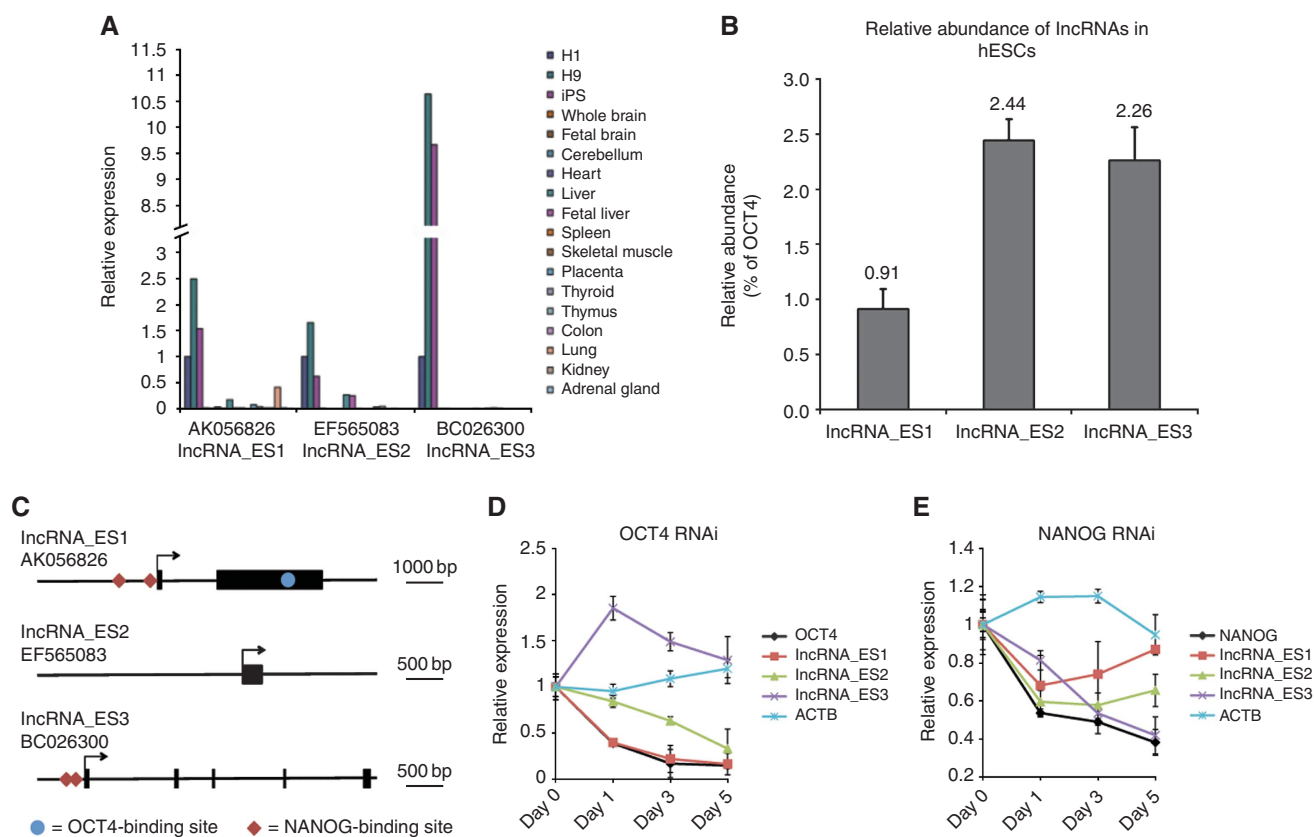 A
Relative expression
11.5
11
10.5
10
9.5
9
8.5
3
2.5
2
1.5
1
0.5
0
AK056826
lncRNA_ES1
EF565083
lncRNA_ES2
BC026300
lncRNA_ES3
H1
H9
iPS
Whole brain
Fetal brain
Cerebellum
Heart
Liver
Fetal liver
Spleen
Skeletal muscle
Placenta
Thyroid
Thymus
Colon
Lung
Kidney
Adrenal gland
B
Relative abundance of lncRNAs in
hESCs
Relative abundance
(% of OCT4)
3.0
2.5
2.0
1.5
1.0
0.5
0.0
0.91
2.44
2.26
lncRNA_ES1
lncRNA_ES2
lncRNA_ES3
C
lncRNA_ES1
AK056826
1000 bp
lncRNA_ES2
EF565083
500 bp
lncRNA_ES3
BC026300
500 bp
= OCT4-binding site
= NANOG-binding site
D
OCT4 RNAi
Relative expression
2.5
2
1.5
1
0.5
0
Day 0
Day 1
Day 3
Day 5
OCT4
lncRNA_ES1
lncRNA_ES2
lncRNA_ES3
ACTB
E
NANOG RNAi
Relative expression
1.4
1.2
1
0.8
0.6
0.4
0.2
Day 0
Day 1
Day 3
Day 5
NANOG
lncRNA_ES1
lncRNA_ES2
lncRNA_ES3
ACTB